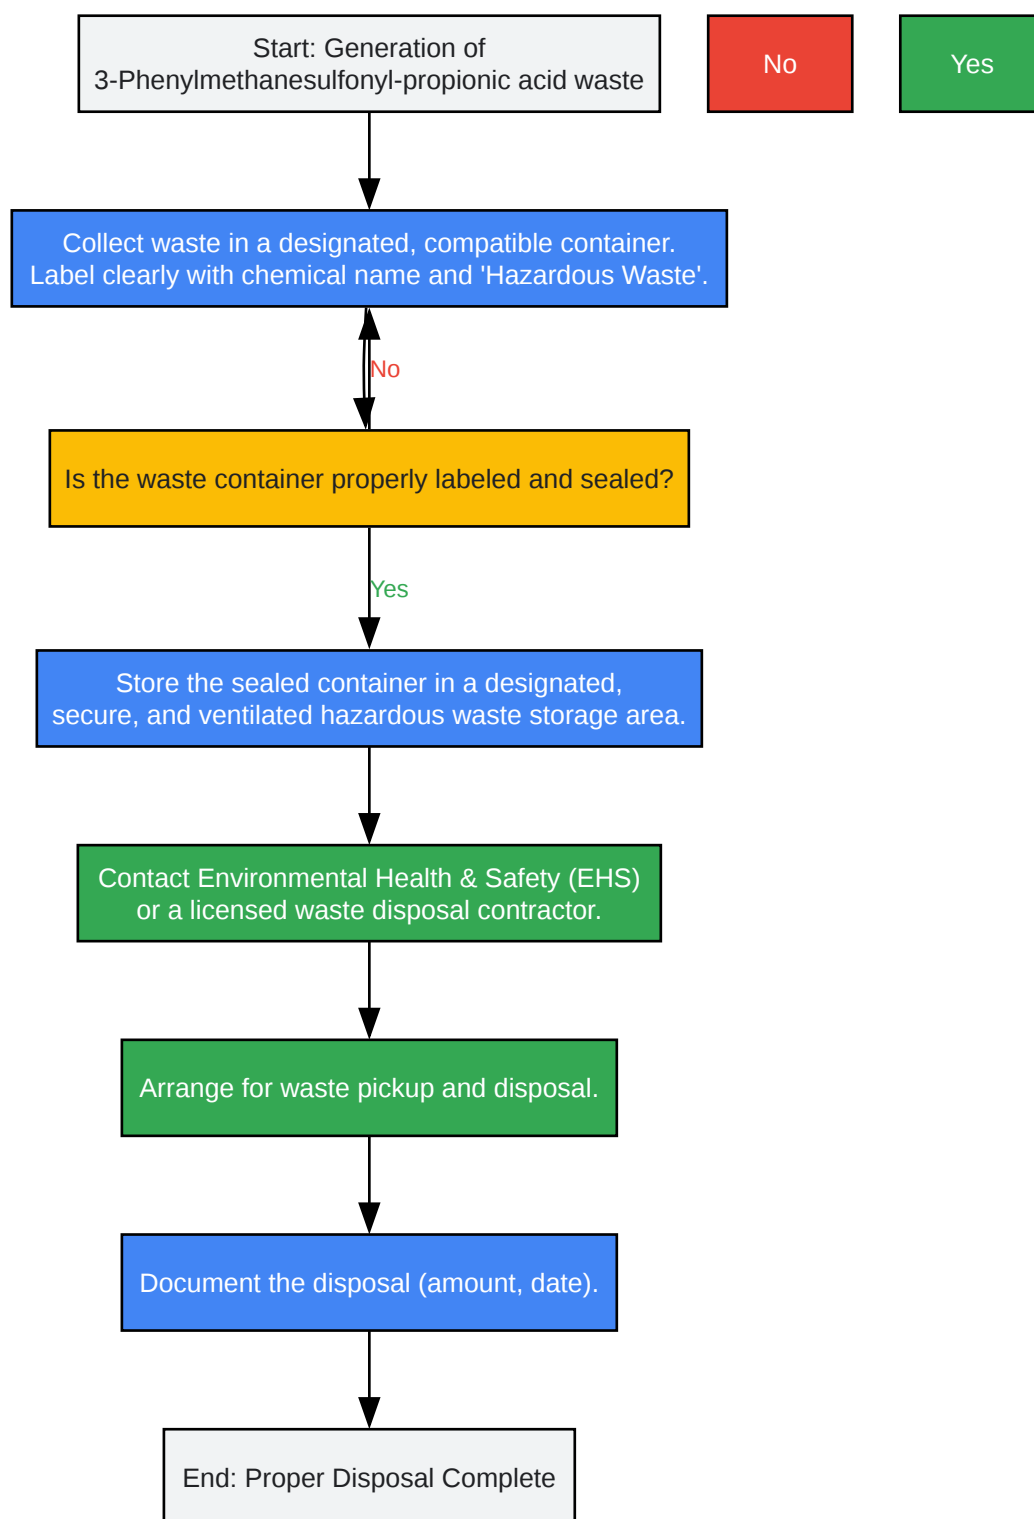 Start: Generation of
3-Phenylmethanesulfonyl-propionic acid waste
No
Yes
Collect waste in a designated, compatible container.
Label clearly with chemical name and 'Hazardous Waste'.
No
Is the waste container properly labeled and sealed?
Yes
Store the sealed container in a designated,
secure, and ventilated hazardous waste storage area.
Contact Environmental Health & Safety (EHS)
or a licensed waste disposal contractor.
Arrange for waste pickup and disposal.
Document the disposal (amount, date).
End: Proper Disposal Complete